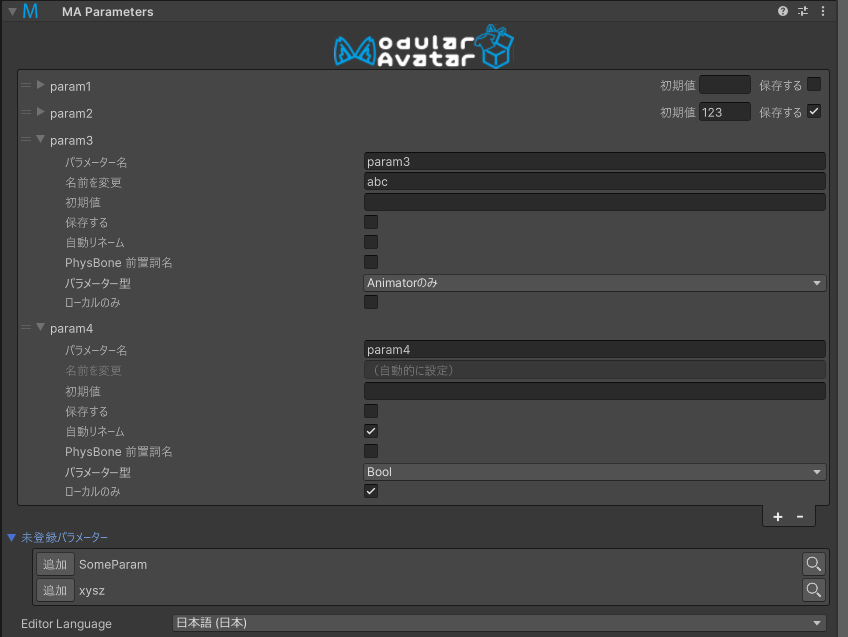 MA Parameters
Modular
Avatar
param1 初期値 保存する
param2 初期値 123 保存する
param3
パラメーター名 param3
名前を変更 abc
初期値
保存する
自動リネーム
PhysBone 前置詞名
パラメーター型 Animatorのみ
ローカルのみ
param4
パラメーター名 param4
名前を変更 （自動的に設定）
初期値
保存する
自動リネーム
PhysBone 前置詞名
パラメーター型 Bool
ローカルのみ
+ -
未登録パラメーター
追加 SomeParam
追加 xysz
Editor Language 日本語 (日本)